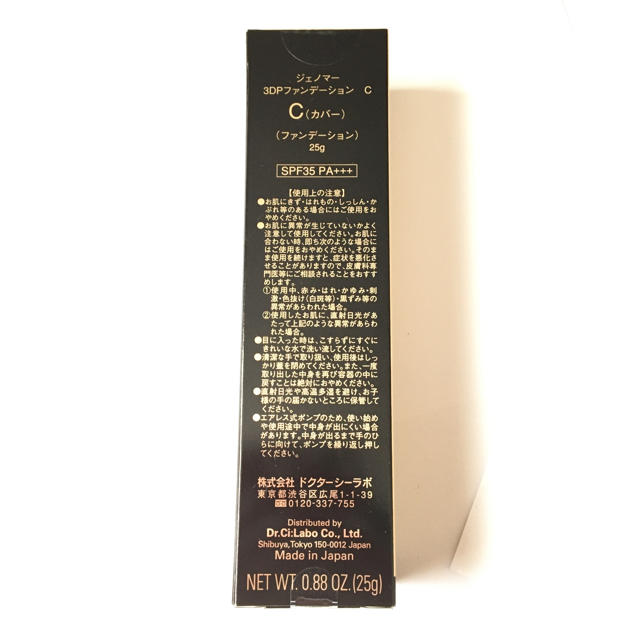 ジェノマー
3DPファンデーション C
C(カバー)
(ファンデーション)
25g
SPF35 PA+++
【使用上の注意】
●お肌にきず・はれもの・しっしん・か
ぶれ等のある場合にはご使用をお
やめください。
●お肌に異常が生じていないかよく
注意して使用してください。お肌に
合わない時、即ち次のような場合に
はご使用をおやめください。そのま
ま使用を続けますと、症状を悪化さ
せることがありますので、皮膚科専
門医等にご相談されることをおすす
めします。
①使用中、赤み・はれ・かゆみ・刺
激・色抜け(白斑等)・黒ずみ等の
異常があらわれた場合。
②使用したお肌に、直射日光があ
たって上記のような異常があらわ
れた場合。
●目に入った時は、こすらずにすぐに
きれいな水で洗い流してください。
●清潔な手で取り扱い、使用後はしっ
かり蓋を閉めてください。また、一度
取り出した中身を再び容器の中に
戻すことは絶対におやめください。
●直射日光や高温多湿を避け、お子
様の手の届かないところに保管して
ください。
●エアレス式ポンプのため、使い始め
や使用途中で中身が出にくい場合
があります。中身が出るまで手のひ
らに向けて、ポンプを繰り返し押し
てください。
株式会社 ドクターシーラボ
東京都渋谷区広尾1-1-39
0120-337-755
Distributed by
Dr.Ci:Labo Co., Ltd.
Shibuya,Tokyo 150-0012 Japan
Made in Japan
NET WT. 0.88 OZ.(25g)